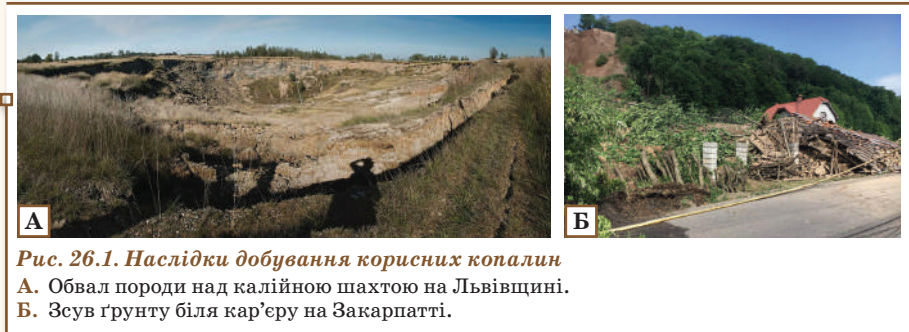 А
Б
Рис. 26.1. Наслідки добування корисних копалин
А. Обвал породи над калійною шахтою на Львівщині.
Б. Зсув ґрунту біля кар’єру на Закарпатті.